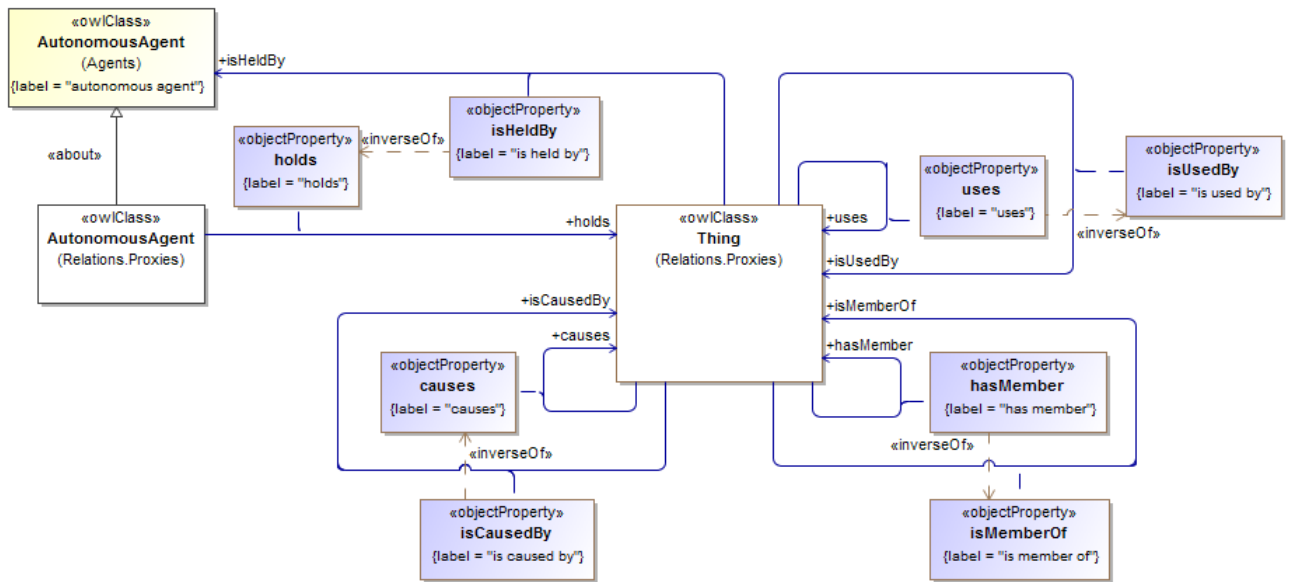 «owlClass»
AutonomousAgent
(Agents)
{label = "autonomous agent"}
+isHeldBy
«objectProperty»
isHeldBy
{label = "is held by"}
«inverseOf»
«objectProperty»
holds
{label = "holds"}
«about»
«owlClass»
AutonomousAgent
(Relations.Proxies)
+holds
«owlClass»
Thing
(Relations.Proxies)
+uses
«objectProperty»
uses
{label = "uses"}
«objectProperty»
isUsedBy
{label = "is used by"}
«inverseOf»
+isUsedBy
+isCausedBy
+causes
«objectProperty»
causes
{label = "causes"}
«inverseOf»
«objectProperty»
isCausedBy
{label = "is caused by"}
+isMemberOf
+hasMember
«objectProperty»
hasMember
{label = "has member"}
«inverseOf»
«objectProperty»
isMemberOf
{label = "is member of"}